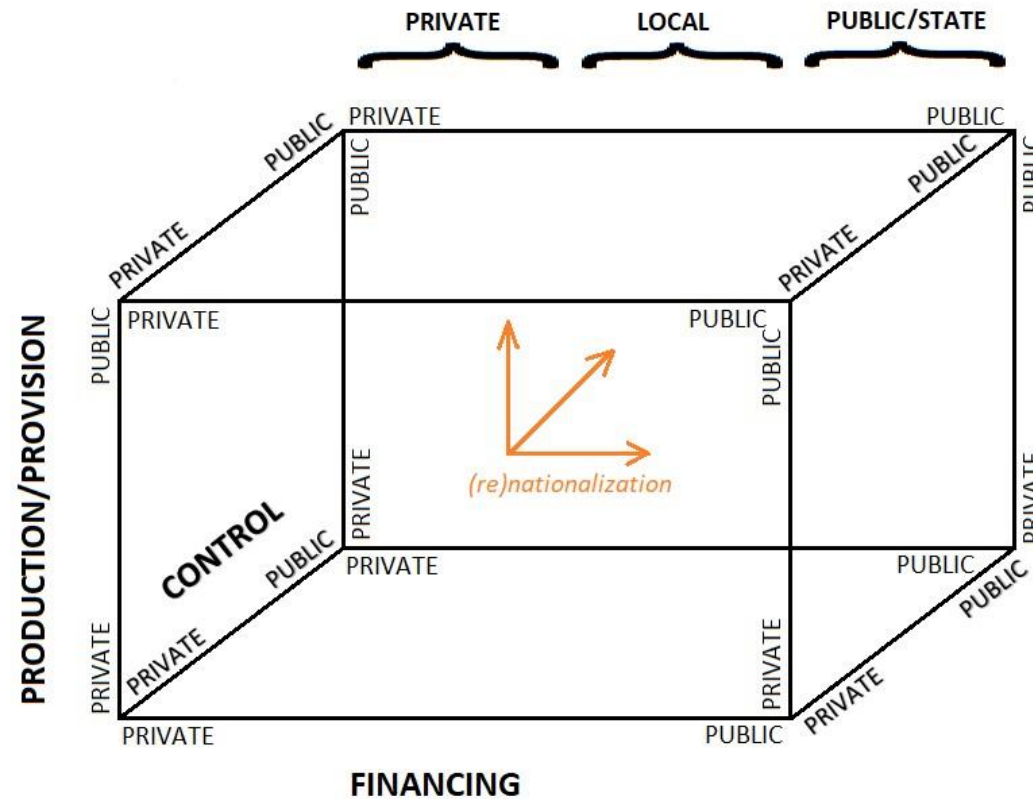 PRIVATE LOCAL PUBLIC/STATE
PRIVATE PUBLIC
PUBLIC
PUBLIC
PUBLIC
PUBLIC
PRIVATE
PRIVATE
PRIVATE PUBLIC
PUBLIC
PUBLIC
PRODUCTION/PROVISION
(re)nationalization
PRIVATE
PRIVATE
CONTROL
PUBLIC
PRIVATE PUBLIC
PUBLIC
PRIVATE
PRIVATE
PRIVATE
PRIVATE
PRIVATE PUBLIC
FINANCING